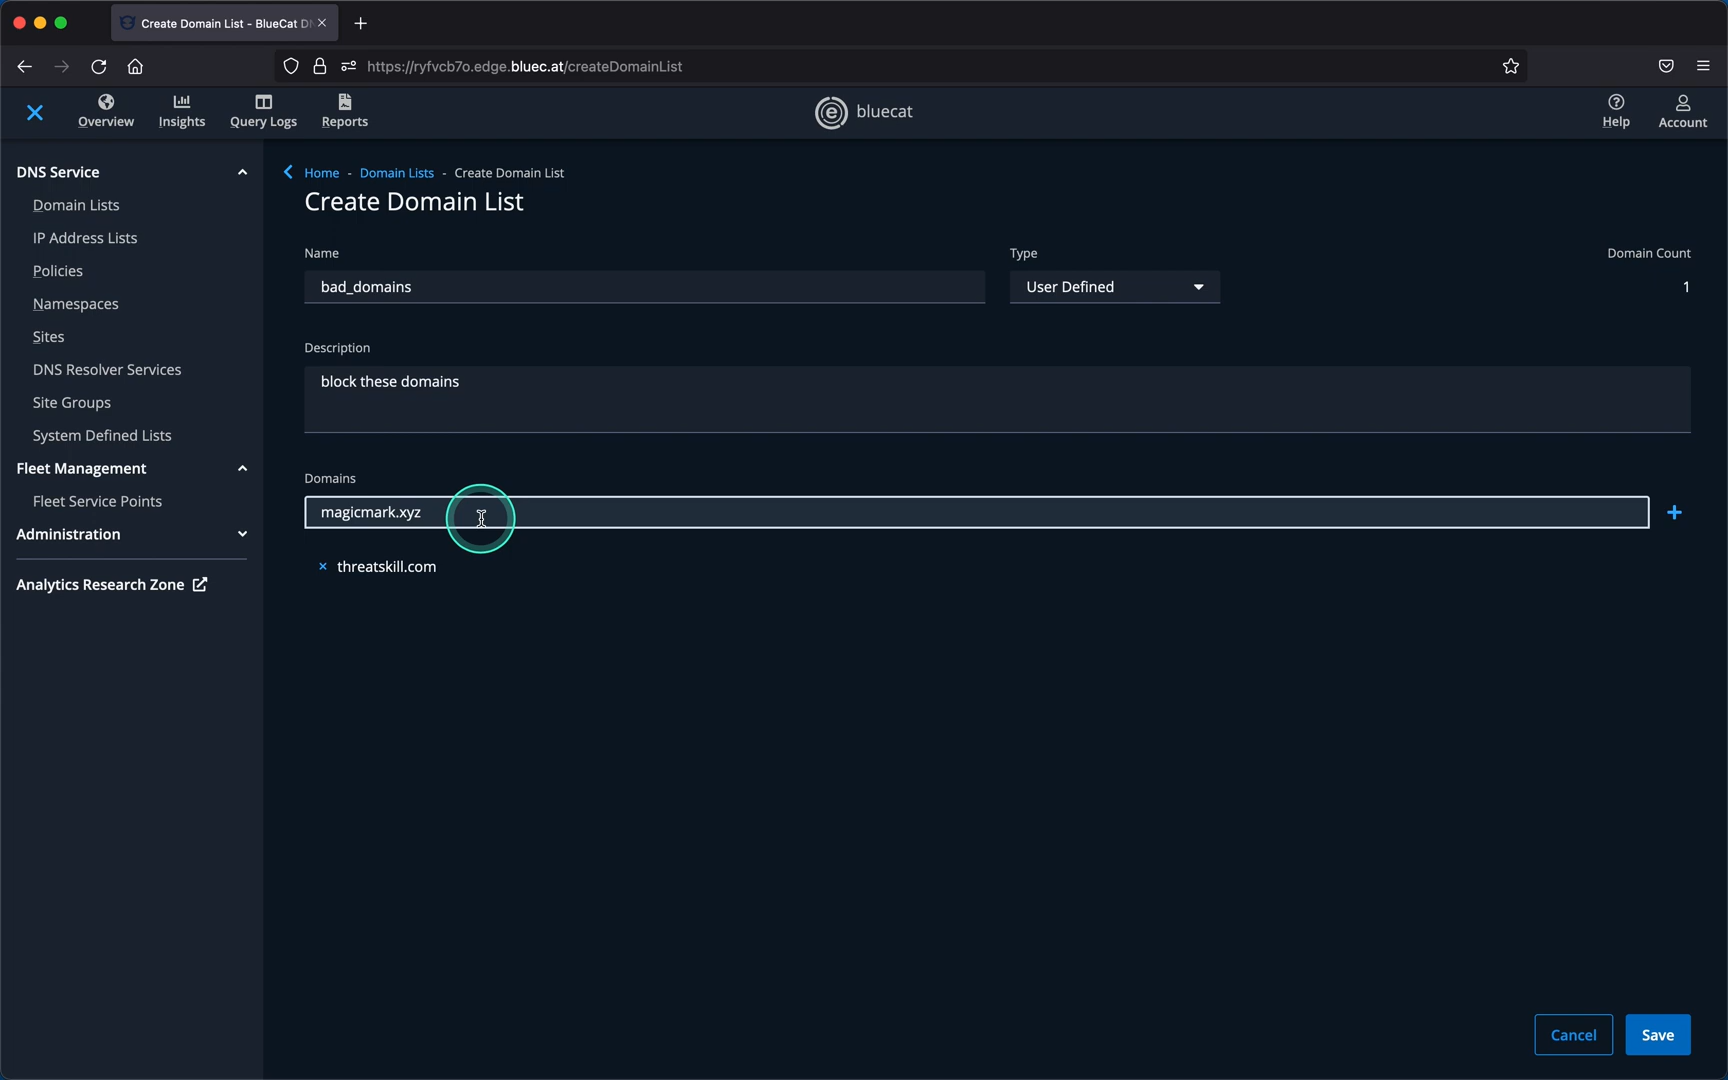 Create Domain List - BlueCat D
https://ryfvcb7o.edge.bluec.at/createDomainList
Overview
Insights
Query Logs
Reports
bluecat
Help
Account
DNS Service
Domain Lists
IP Address Lists
Policies
Namespaces
Sites
DNS Resolver Services
Site Groups
System Defined Lists
Fleet Management
Fleet Service Points
Administration
Analytics Research Zone
Home - Domain Lists - Create Domain List
Create Domain List
Name
bad_domains
Type
User Defined
Domain Count
1
Description
block these domains
Domains
magicmark.xyz
threatskill.com
Cancel
Save